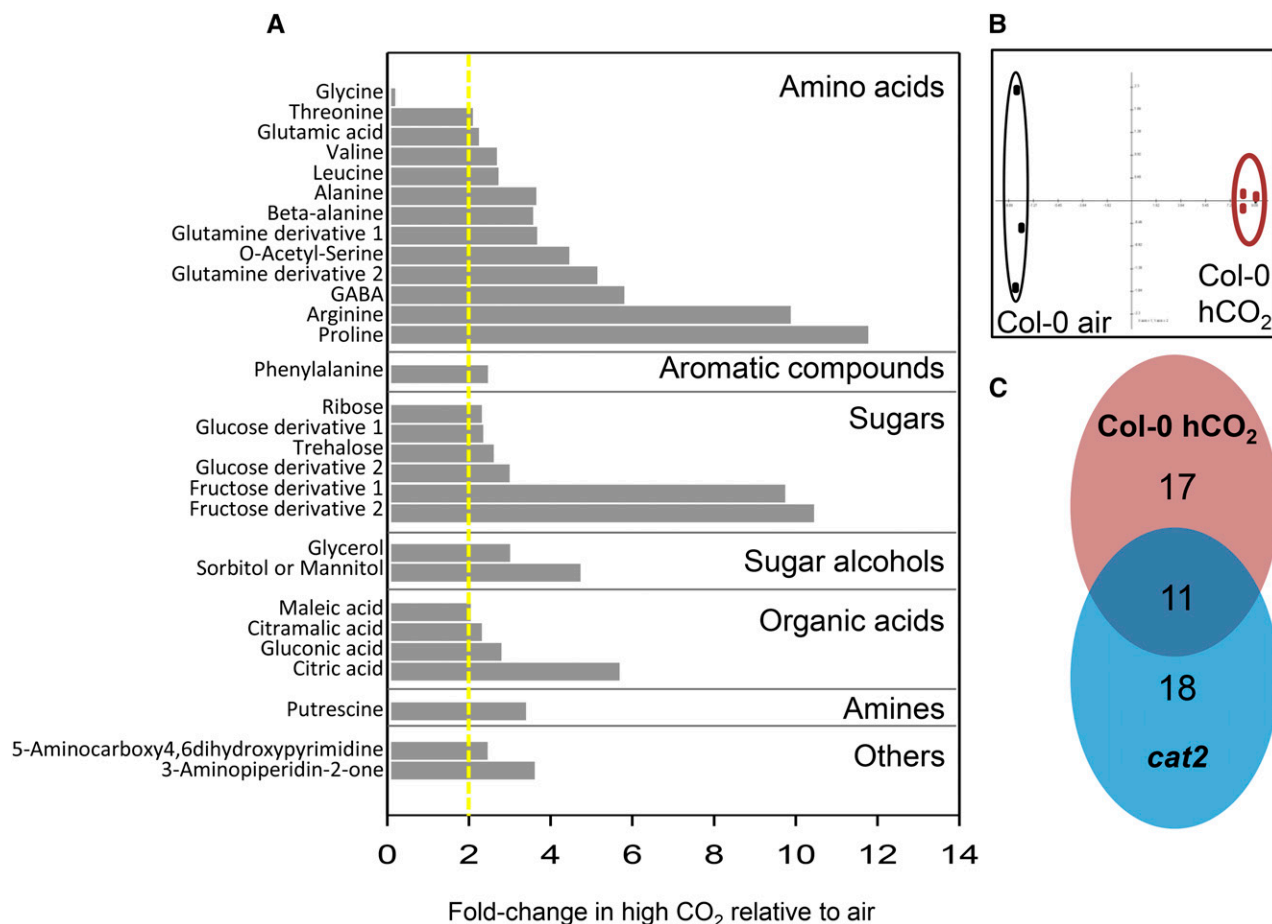 A
Glycine
Threonine
Glutamic acid
Valine
Leucine
Alanine
Beta-alanine
Glutamine derivative 1
O-Acetyl-Serine
Glutamine derivative 2
GABA
Arginine
Proline
Amino acids
Phenylalanine
Aromatic compounds
Ribose
Glucose derivative 1
Trehalose
Glucose derivative 2
Fructose derivative 1
Fructose derivative 2
Sugars
Glycerol
Sorbitol or Mannitol
Sugar alcohols
Maleic acid
Citramalic acid
Gluconic acid
Citric acid
Organic acids
Putrescine
Amines
5-Aminocarboxy4,6dihydroxypyrimidine
3-Aminopiperidin-2-one
Others
0 2 4 6 8 10 12 14
Fold-change in high CO₂ relative to air
B
Col-0 air
Col-0
hCO₂
C
Col-0 hCO₂
17
11
18
cat2